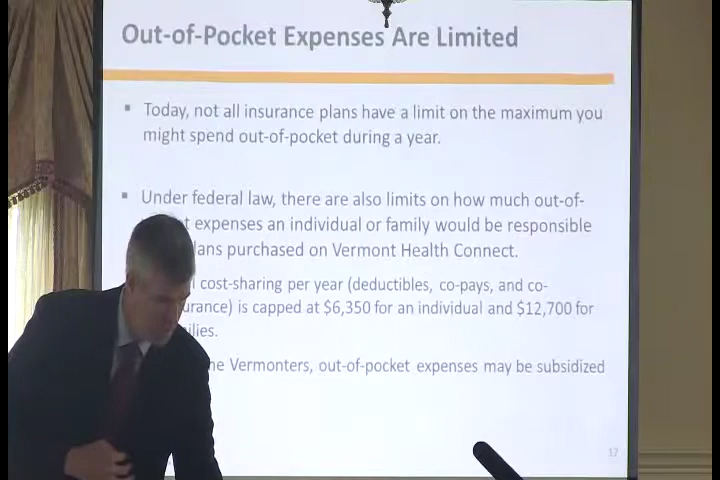 Out-of-Pocket Expenses Are Limited
Today, not all insurance plans have a limit on the maximum you
might spend out-of-pocket during a year.
Under federal law, there are also limits on how much out-of-
expenses an individual or family would be responsible
plans purchased on Vermont Health Connect.
cost-sharing per year (deductibles, co-pays, and co-
urance) is capped at $6,350 for an individual and $12,700 for
ilies.
Vermonters, out-of-pocket expenses may be subsidized
17